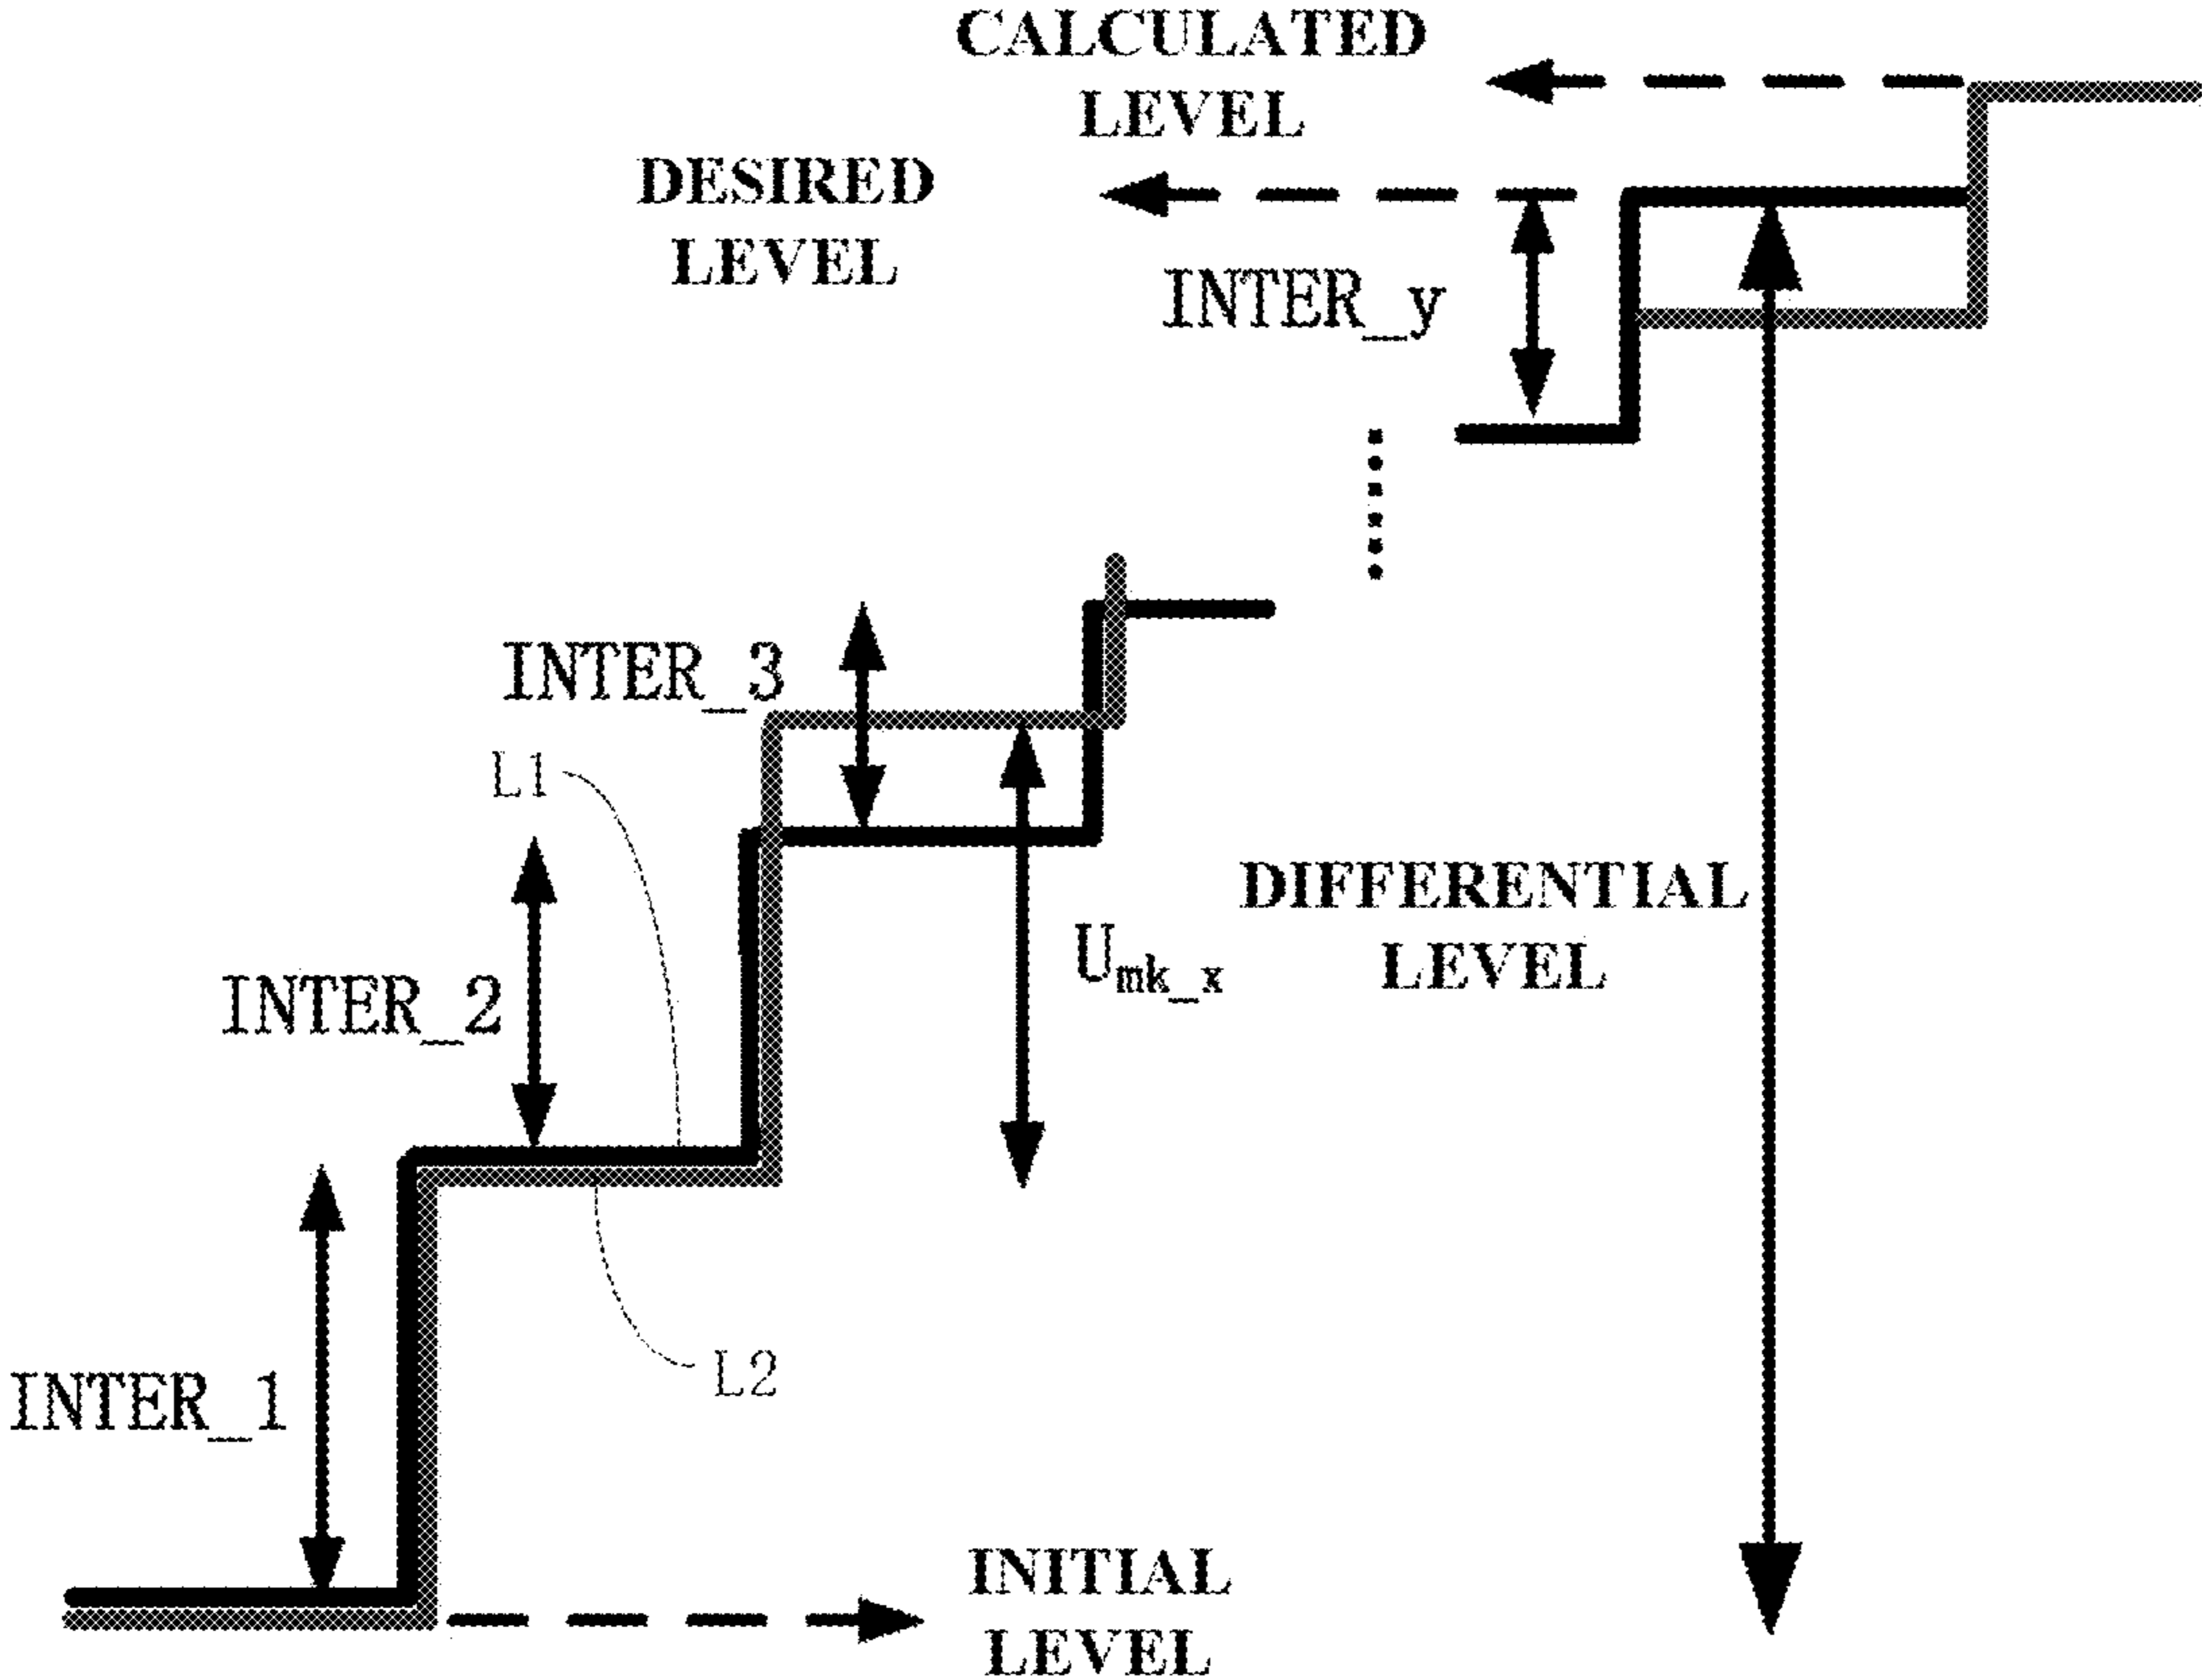 CALCULATED
LEVEL
DESIRED
LEVEL
INTER_y
INTER_3
L1
DIFFERENTIAL
LEVEL
Umk_x
INTER_2
L2
INTER_1
INITIAL
LEVEL